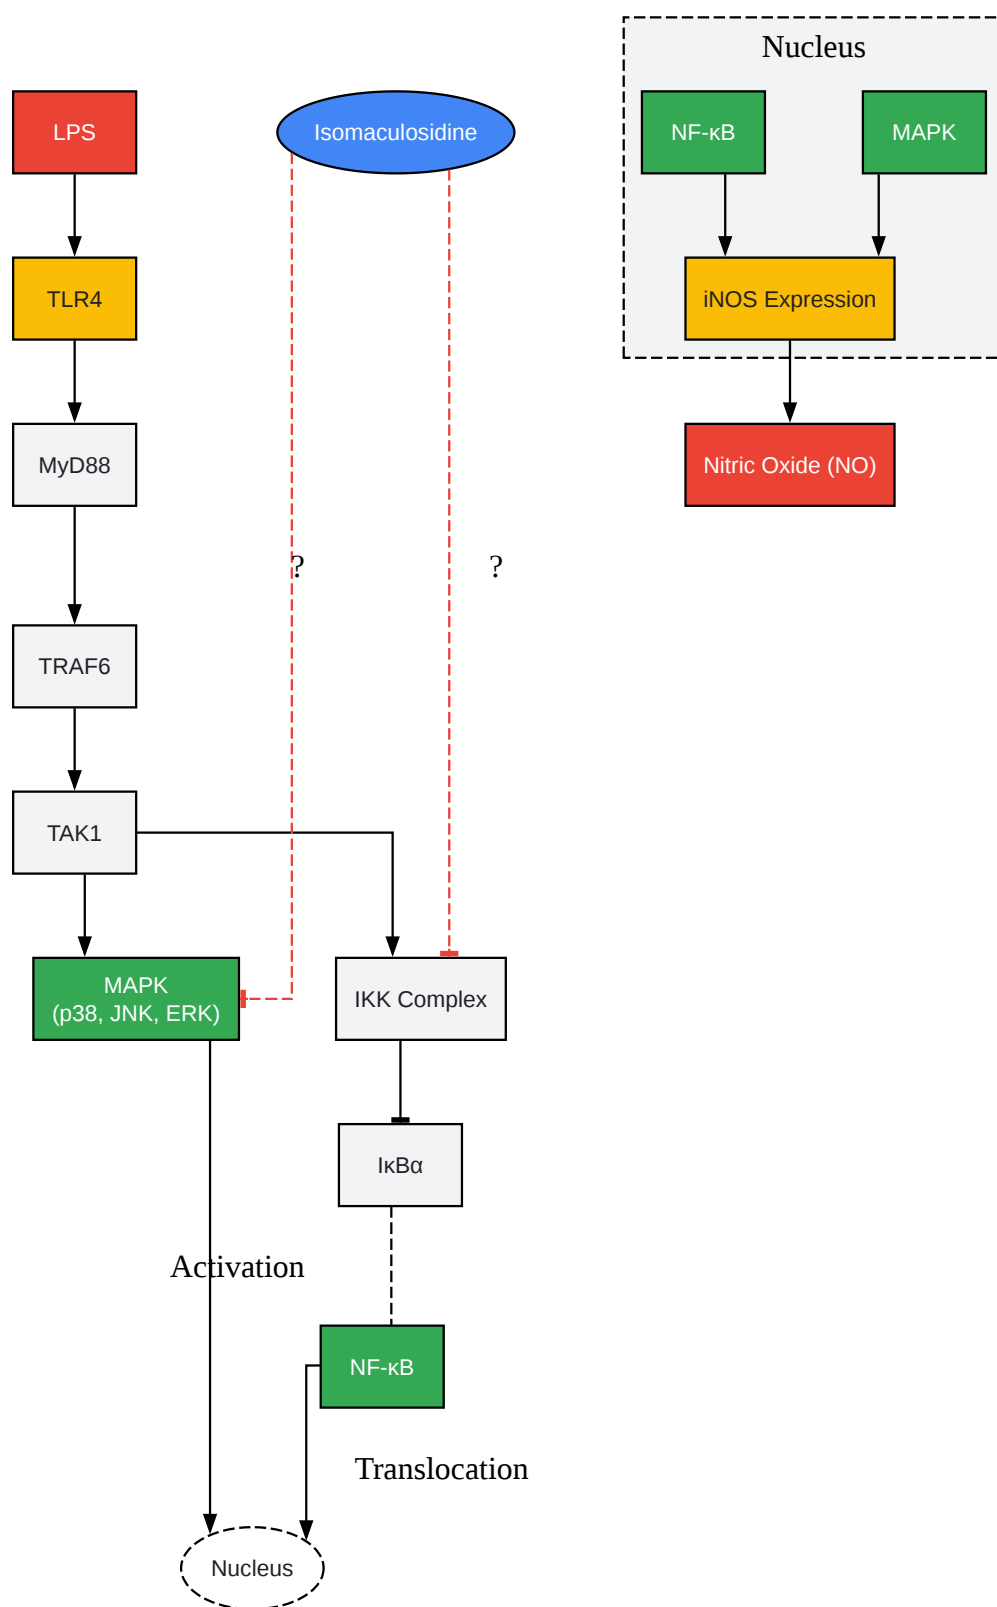 Nucleus
LPS
Isomaculosidine
NF-κB
MAPK
TLR4
iNOS Expression
MyD88
Nitric Oxide (NO)
?
?
TRAF6
TAK1
MAPK
(p38, JNK, ERK)
IKK Complex
IκBα
Activation
NF-κB
Translocation
Nucleus